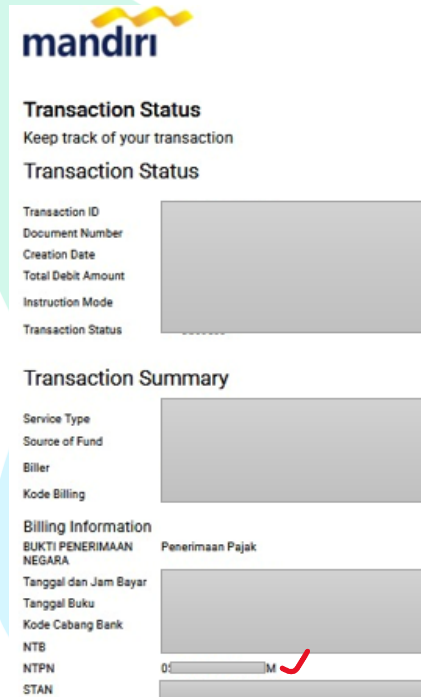 mandiri
Transaction Status
Keep track of your transaction
Transaction Status
Transaction ID
Document Number
Creation Date
Total Debit Amount
Instruction Mode
Transaction Status
Transaction Summary
Service Type
Source of Fund
Biller
Kode Billing
Billing Information
BUKTI PENERIMAAN Penerimaan Pajak
NEGARA
Tanggal dan Jam Bayar
Tanggal Buku
Kode Cabang Bank
NTB
NTPN 0 M
STAN